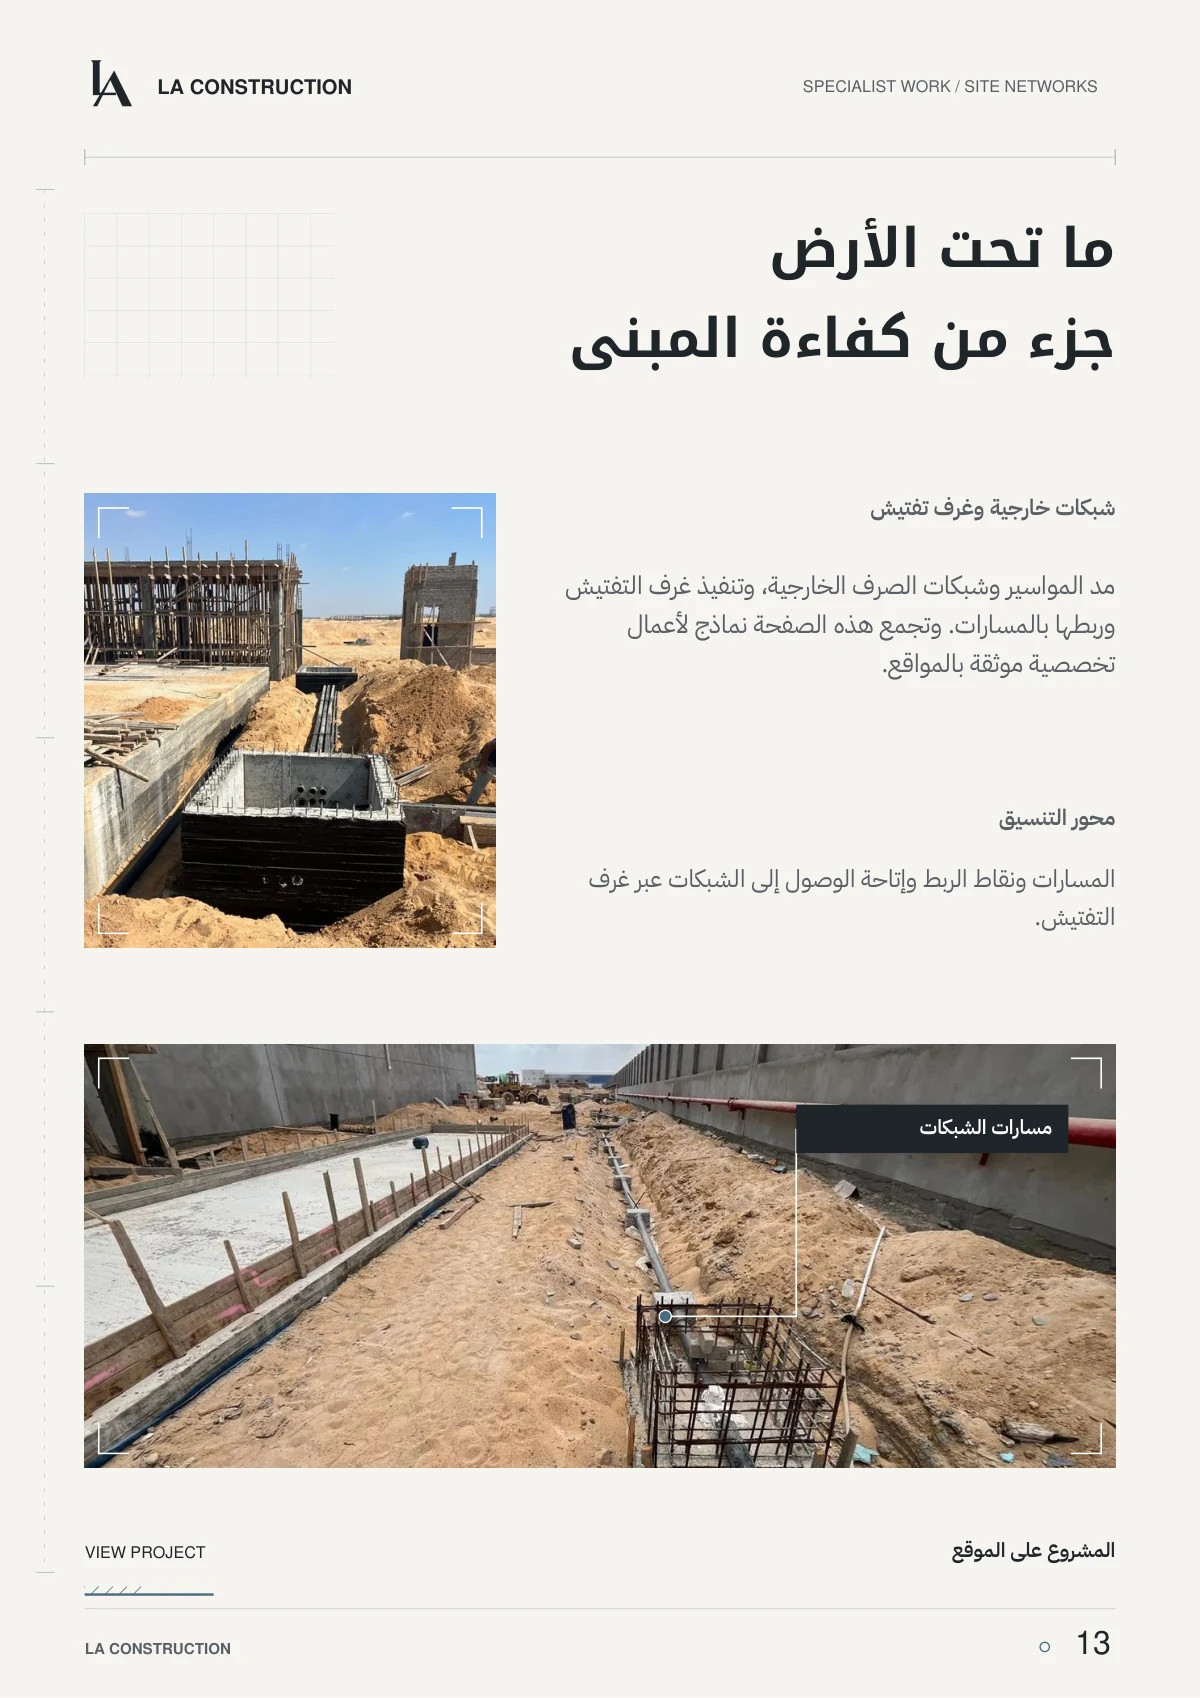 LA CONSTRUCTION
SPECIALIST WORK / SITE NETWORKS
ما تحت الأرض
جزء من كفاءة المبنى
شبكات خارجية وغرف تفتيش
مد المواسير وشبكات الصرف الخارجية، وتنفيذ غرف التفتيش
وربطها بالمسارات. وتجمع هذه الصفحة نماذج لأعمال
تخصصية موثقة بالمواقع.
محور التنسيق
المسارات ونقاط الربط وإتاحة الوصول إلى الشبكات عبر غرف
التفتيش.
مسارات الشبكات
VIEW PROJECT
المشروع على الموقع
LA CONSTRUCTION
13